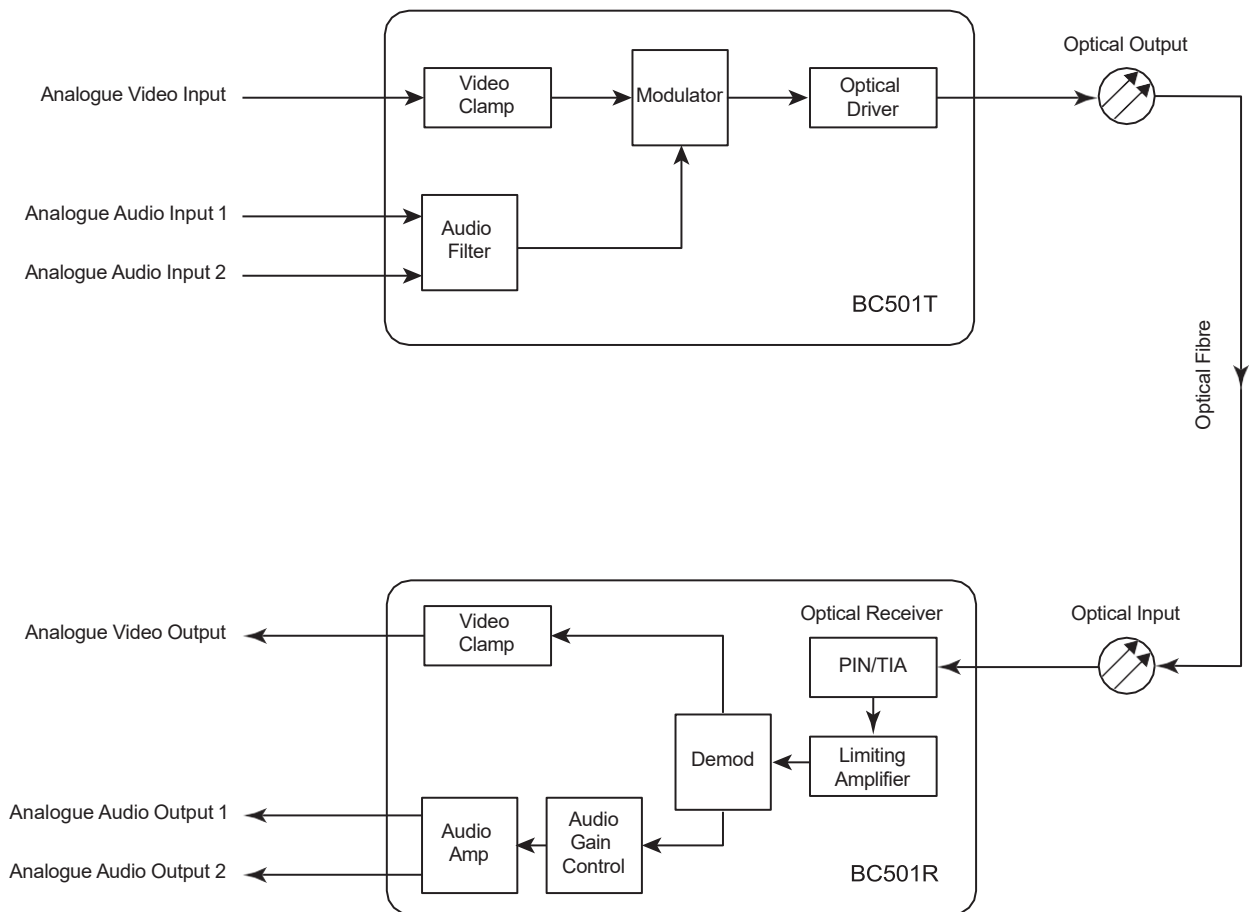 Optical Output
Analogue Video Input
Video
Clamp
Modulator
Optical
Driver
Analogue Audio Input 1
Analogue Audio Input 2
Audio
Filter
BC501T
Optical Fibre
Analogue Video Output
Video
Clamp
Optical Receiver
PIN/TIA
Optical Input
Demod
Limiting
Amplifier
Analogue Audio Output 1
Analogue Audio Output 2
Audio
Amp
Audio
Gain
Control
BC501R